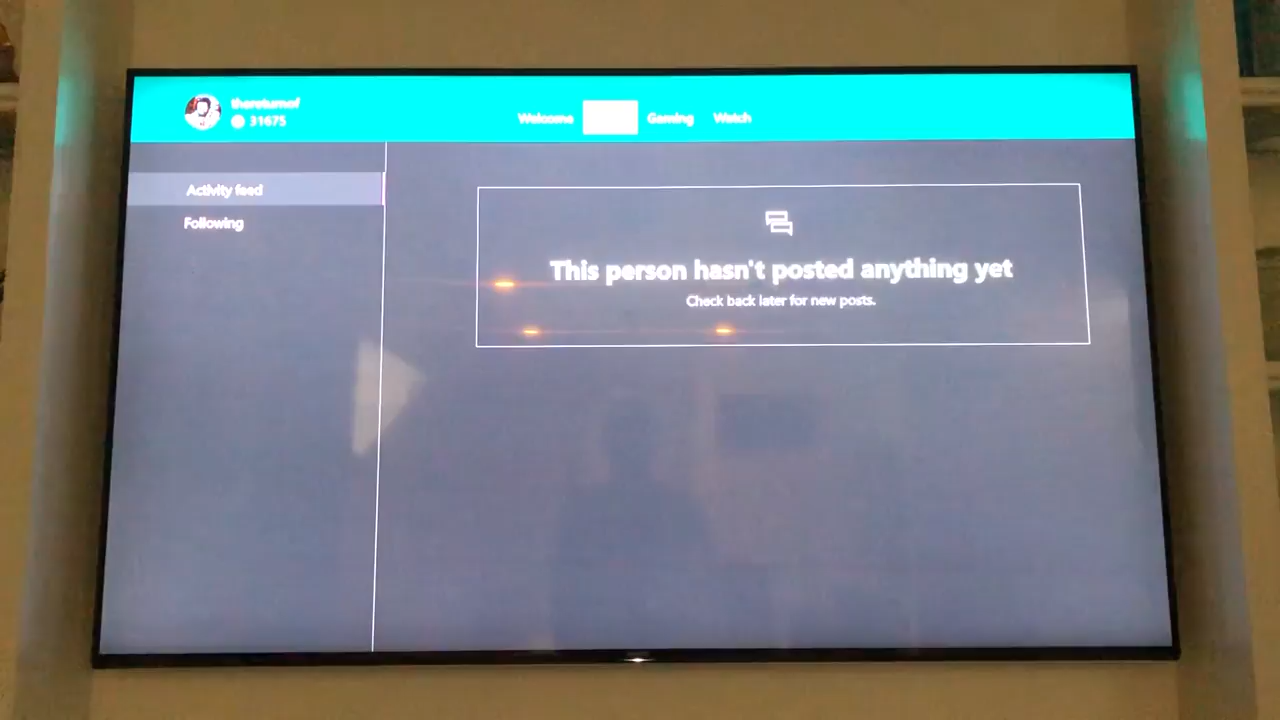 thereturnof
31675
Welcome
Gaming
Watch
Activity feed
Following
This person hasn't posted anything yet
Check back later for new posts.